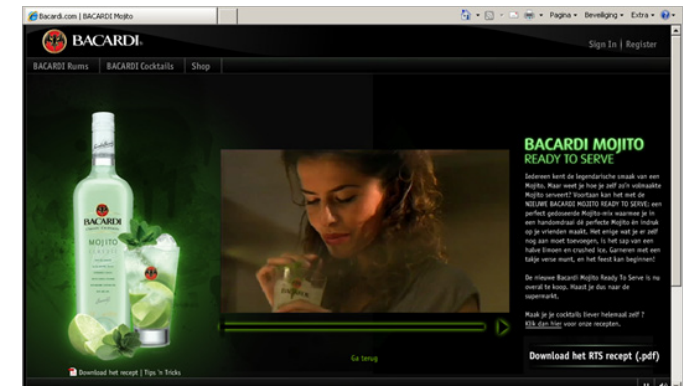 Bacardi.com | BACARDI Mojito
Pagina
Beveiliging
Extra
BACARDI.
Sign In | Register
BACARDI Rums
BACARDI Cocktails
Shop
BACARDI
MOJITO
BACARDI
BACARDI MOJITO
READY TO SERVE
Iedereen kent de legendarische smaak van een
Mojito. Maar weet je hoe je zelf zo'n volmaakte
Mojito serveert? Voortaan kan het met de
NIEUWE BACARDI MOJITO READY TO SERVE: een
perfect gedoseerde Mojito-mix waarmee je in
een handomdraai dé perfecte Mojito én indruk
op je vrienden maakt. Het enige wat je er zelf
nog aan moet toevoegen, is het sap van een
halve limoen en crushed ice. Garneren met een
takje verse munt, en het feest kan beginnen!
De nieuwe Bacardi Mojito Ready To Serve is nu
overal te koop. Haast je dus naar de
supermarkt.
Maak je je cocktails liever helemaal zelf ?
Klik dan hier voor onze recepten.
Ga terug
Download het RTS recept (.pdf)
Download het recept | Tips 'n Tricks